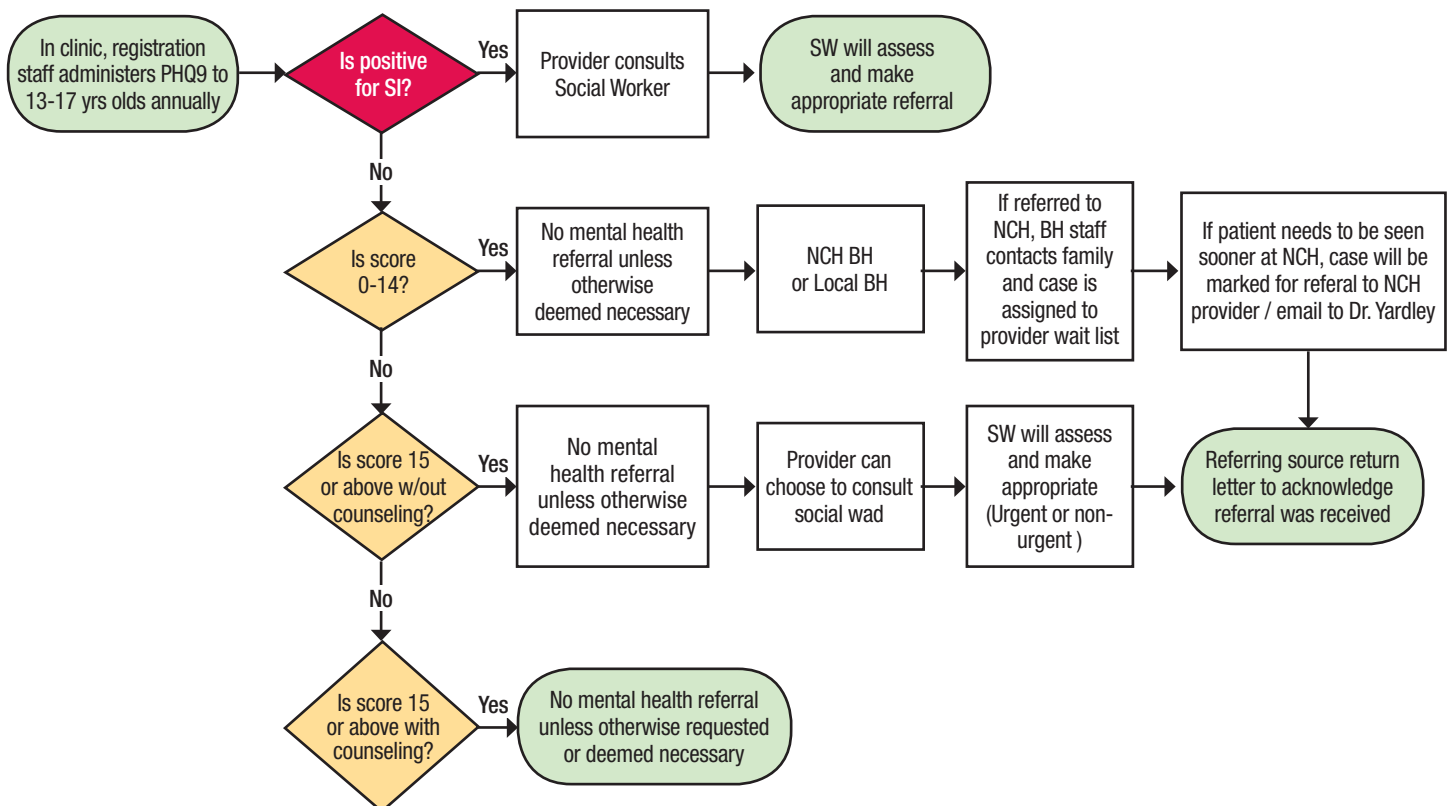 In clinic, registration
staff administers PHQ9 to
13-17 yrs olds annually
Is positive
for SI?
Yes
Provider consults
Social Worker
SW will assess
and make
appropriate referral
No
Is score
0-14?
Yes
No mental health
referral unless
otherwise
deemed necessary
NCH BH
or Local BH
If referred to
NCH, BH staff
contacts family
and case is
assigned to
provider wait list
If patient needs to be seen
sooner at NCH, case will be
marked for referal to NCH
provider / email to Dr. Yardley
No
Is score 15
or above w/out
counseling?
Yes
No mental
health referral
unless otherwise
deemed necessary
Provider can
choose to consult
social wad
SW will assess
and make
appropriate
(Urgent or non-
urgent )
Referring source return
letter to acknowledge
referral was received
No
Is score 15
or above with
counseling?
Yes
No mental health referral
unless otherwise requested
or deemed necessary